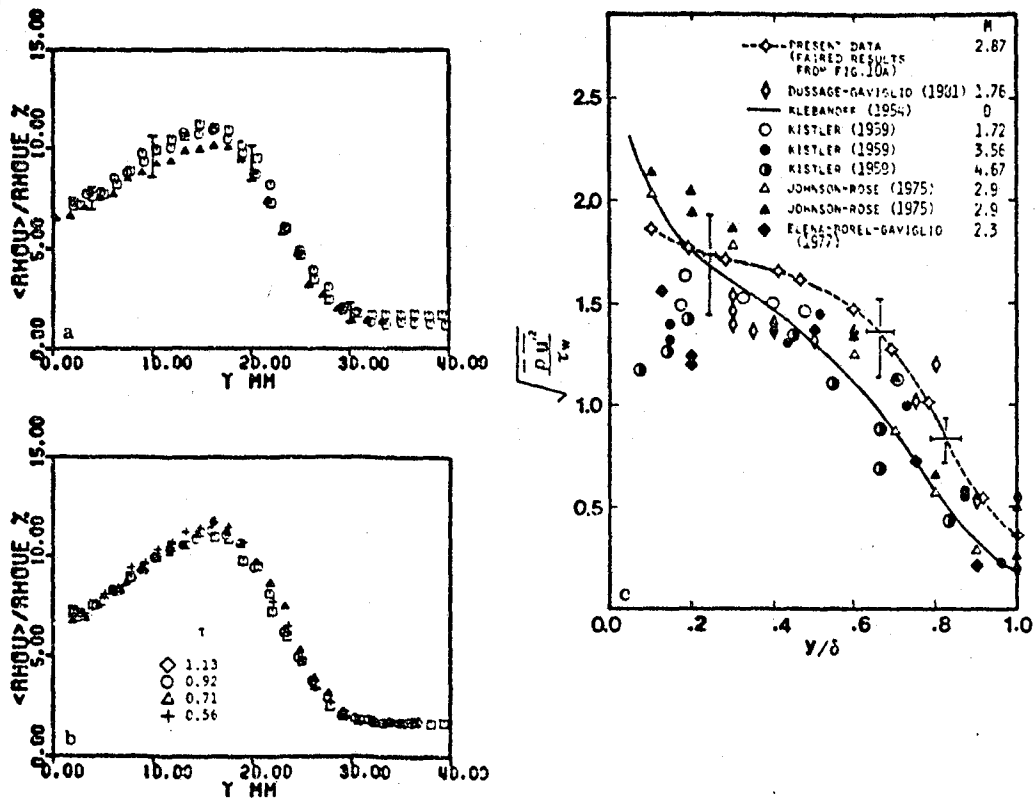 15.00
10.00
5.00
0.00
<RHOU>/RHOUE %
a
0.00
10.00
20.00
30.00
40.00
Y MM
15.00
10.00
5.00
0.00
<RHOU>/RHOUE %
τ
1.13
0.92
0.71
0.56
b
0.00
10.00
20.00
30.00
40.00
Y MM
M
PRESENT DATA 2.87
(FAIRED RESULTS
FROM FIG.10A)
DUSSAGE-GAVIGLIO (1981) 1.76
KLEBANOFF (1954) 0
KISTLER (1959) 1.72
KISTLER (1959) 3.56
KISTLER (1959) 4.67
JOHNSON-ROSE (1975) 2.9
JOHNSON-ROSE (1975) 2.9
ELENA-BOREL-GAVIGLIO 2.3
(1977)
2.5
2.0
1.5
1.0
0.5
√ρ u'² / τw
c
0.0
.2
.4
.6
.8
1.0
y/δ